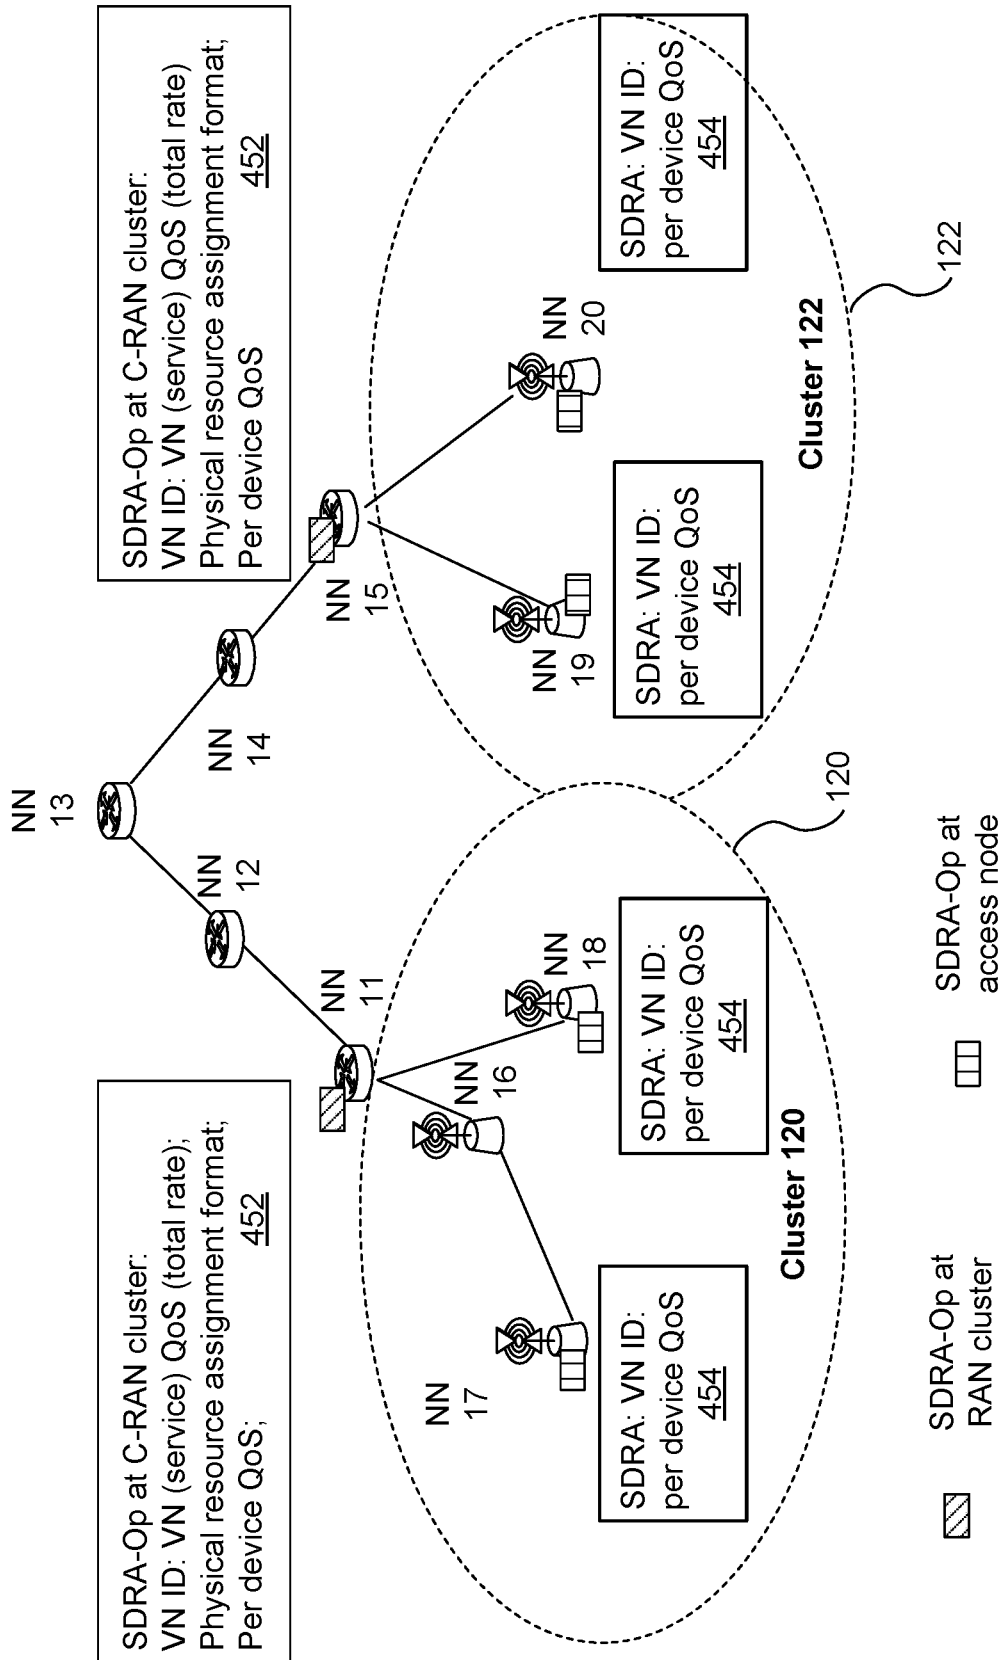 SDRA-Op at C-RAN cluster:
VN ID: VN (service) QoS (total rate);
Physical resource assignment format;
Per device QoS;
452
NN
13
SDRA-Op at C-RAN cluster:
VN ID: VN (service) QoS (total rate)
Physical resource assignment format;
Per device QoS
452
NN
12
NN
14
NN
11
NN
15
NN
16
NN
17
NN
18
NN
19
NN
20
SDRA: VN ID:
per device QoS
454
SDRA: VN ID:
per device QoS
454
SDRA: VN ID:
per device QoS
454
SDRA: VN ID:
per device QoS
454
Cluster 120
Cluster 122
120
122
SDRA-Op at
RAN cluster
SDRA-Op at
access node